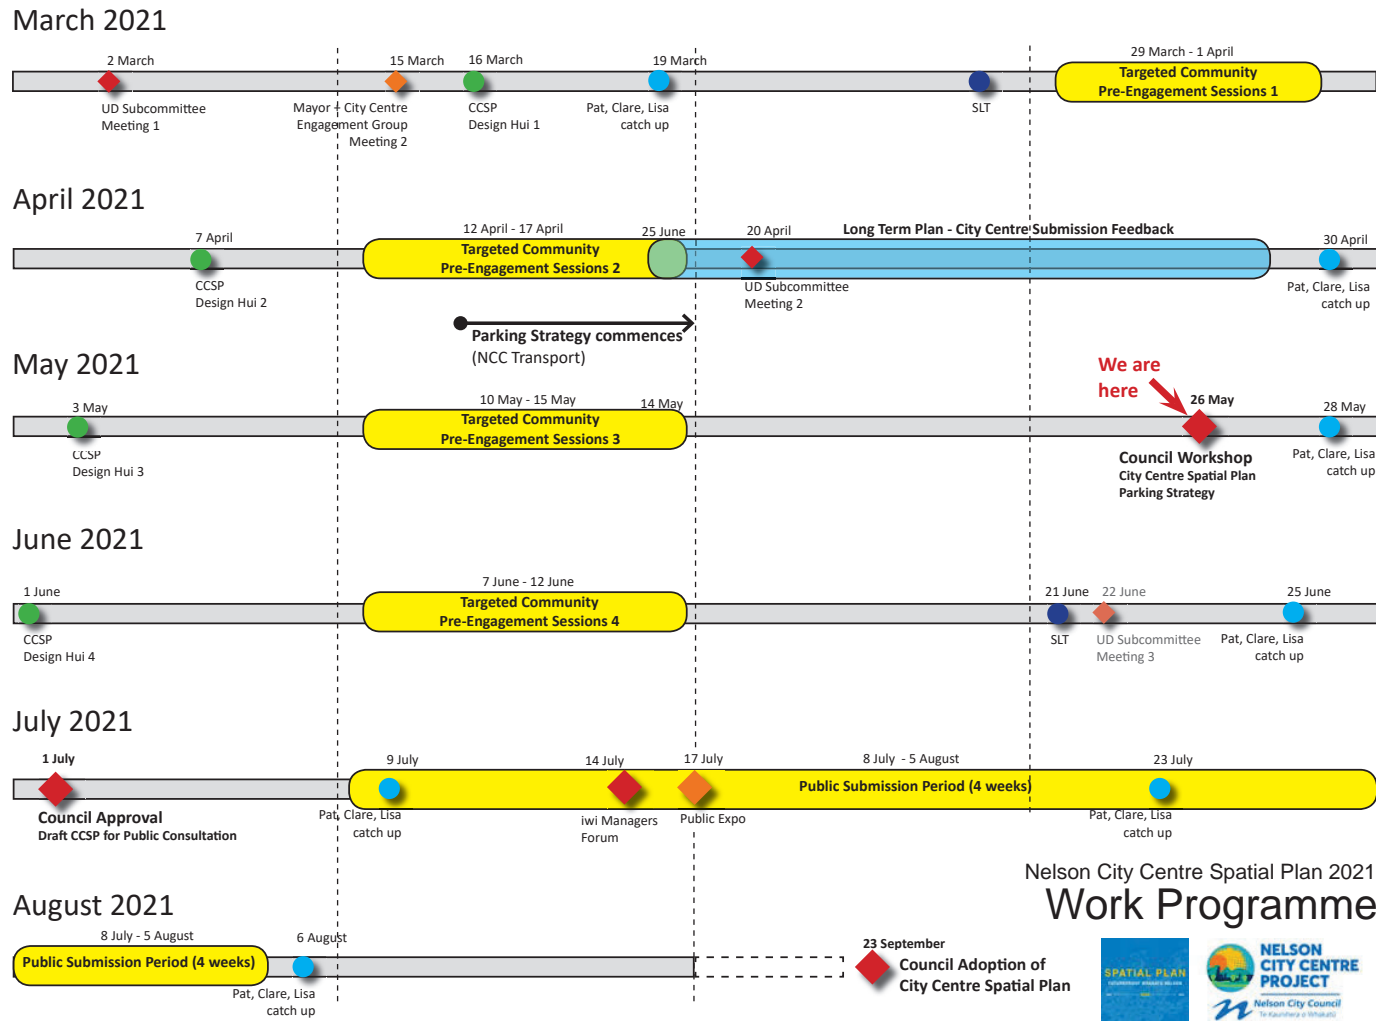 March 2021
2 March
15 March
16 March
19 March
29 March - 1 April
Targeted Community
Pre-Engagement Sessions 1
UD Subcommittee
Meeting 1
Mayor + City Centre
Engagement Group
Meeting 2
CCSP
Design Hui 1
Pat, Clare, Lisa
catch up
SLT
April 2021
7 April
12 April - 17 April
25 June
20 April
Long Term Plan - City Centre Submission Feedback
30 April
Targeted Community
Pre-Engagement Sessions 2
CCSP
Design Hui 2
UD Subcommittee
Meeting 2
Pat, Clare, Lisa
catch up
Parking Strategy commences
(NCC Transport)
May 2021
We are
here
3 May
10 May - 15 May
14 May
26 May
28 May
Targeted Community
Pre-Engagement Sessions 3
CCSP
Design Hui 3
Council Workshop
City Centre Spatial Plan
Parking Strategy
Pat, Clare, Lisa
catch up
June 2021
1 June
7 June - 12 June
21 June
22 June
25 June
Targeted Community
Pre-Engagement Sessions 4
CCSP
Design Hui 4
SLT
UD Subcommittee
Meeting 3
Pat, Clare, Lisa
catch up
July 2021
1 July
9 July
14 July
17 July
8 July - 5 August
23 July
Public Submission Period (4 weeks)
Council Approval
Draft CCSP for Public Consultation
Pat, Clare, Lisa
catch up
iwi Managers
Forum
Public Expo
Pat, Clare, Lisa
catch up
Nelson City Centre Spatial Plan 2021
Work Programme
August 2021
8 July - 5 August
6 August
Public Submission Period (4 weeks)
Pat, Clare, Lisa
catch up
23 September
Council Adoption of
City Centre Spatial Plan
SPATIAL PLAN
NELSON
CITY CENTRE
PROJECT
Nelson City Council
Te Kaunihera o Whakatū